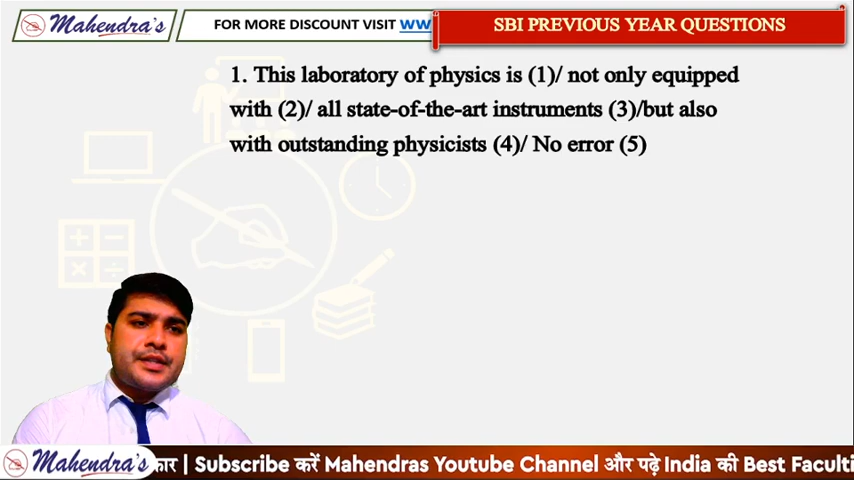 Mahendra's
FOR MORE DISCOUNT VISIT WW
SBI PREVIOUS YEAR QUESTIONS
1. This laboratory of physics is (1)/ not only equipped
with (2)/ all state-of-the-art instruments (3)/but also
with outstanding physicists (4)/ No error (5)
Mahendra's
कार | Subscribe करें Mahendras Youtube Channel और पढ़े India की Best Faculti